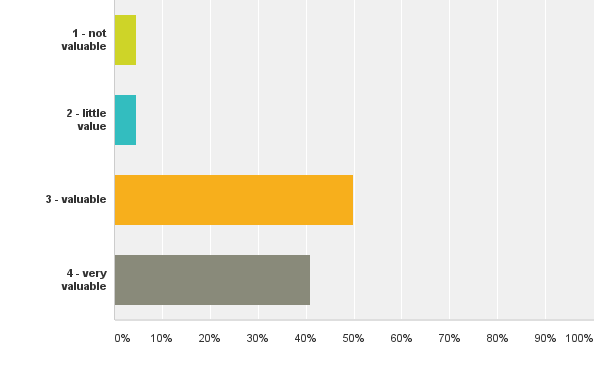 1 - not
valuable
2 - little
value
3 - valuable
4 - very
valuable
0% 10% 20% 30% 40% 50% 60% 70% 80% 90% 100%